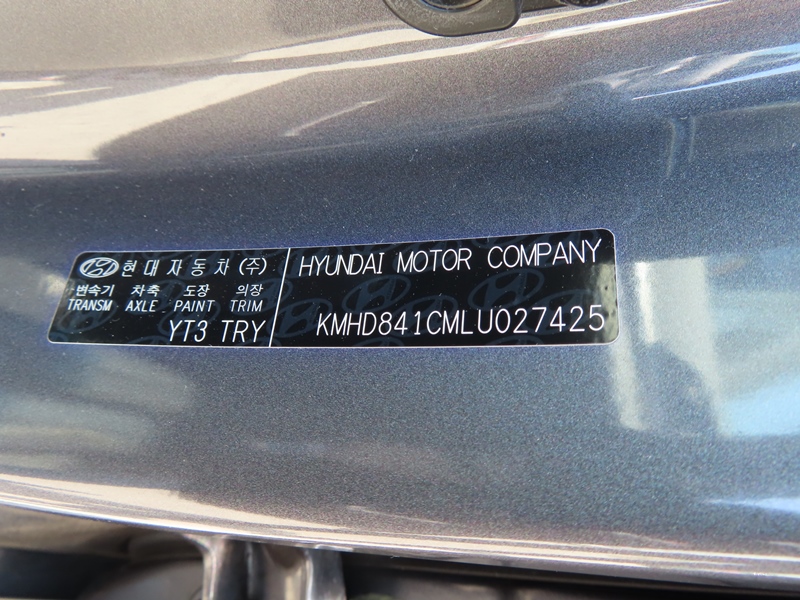 현대자동차(주)
변속기 차축 도장 의장
TRANSM AXLE PAINT TRIM
YT3 TRY
HYUNDAI MOTOR COMPANY
KMHD841CMLU027425